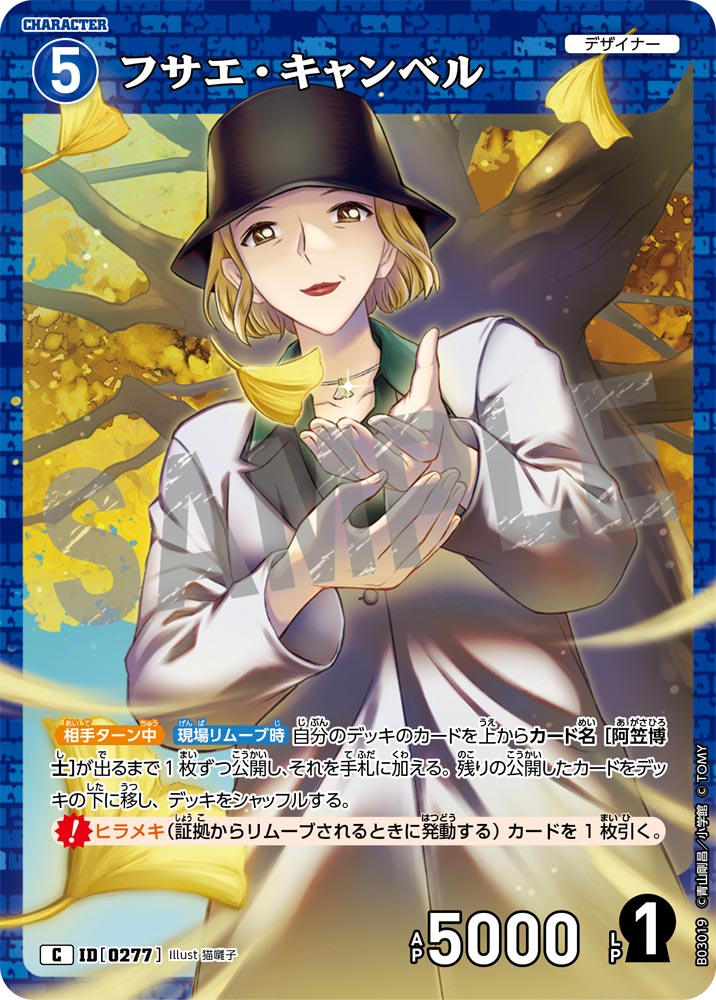 CHARACTER
5
フサエ・キャンベル
デザイナー
SAMPLE
相手ターン中 現場リムーブ時 自分のデッキのカードを上からカード名[阿笠博
士]が出るまで1枚ずつ公開し、それを手札に加える。残りの公開したカードをデッ
キの下に移し、デッキをシャッフルする。
ヒラメキ(証拠からリムーブされるときに発動する) カードを1枚引く。
C ID[0277] Illust 猫囃子
AP 5000
LP 1
B03019 ©青山剛昌/小学館 ©TOMY